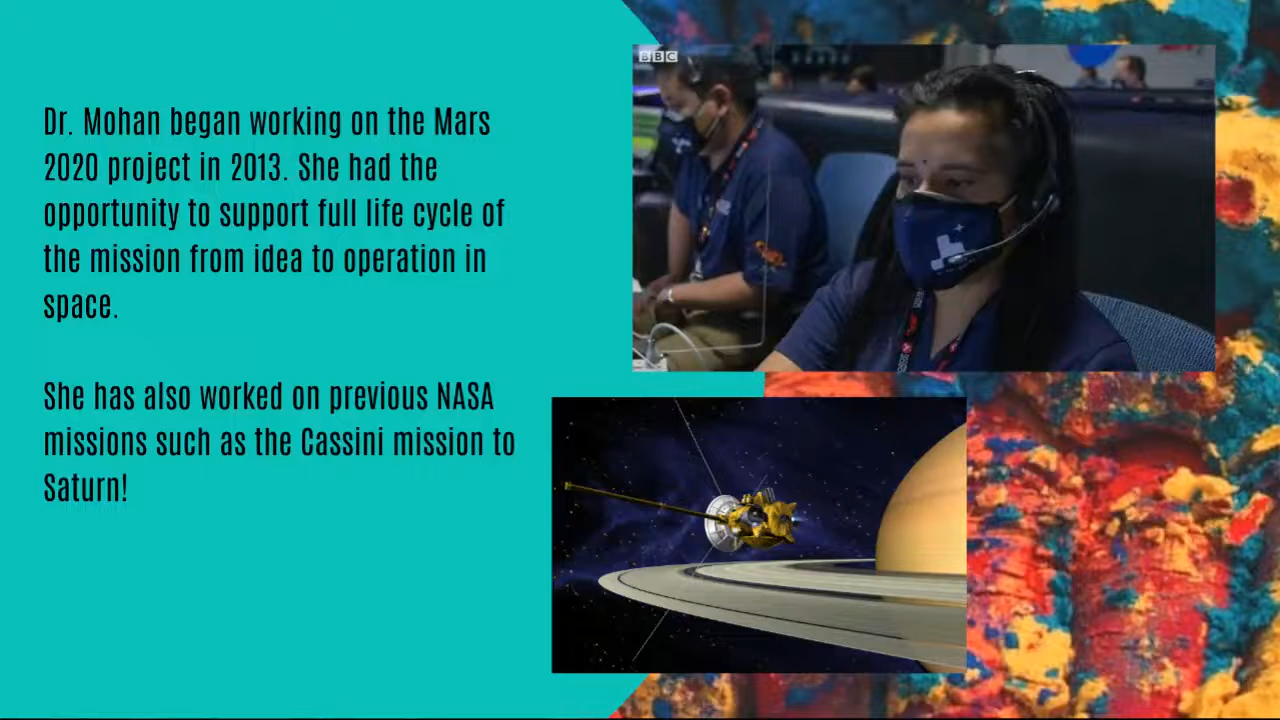 Dr. Mohan began working on the Mars
2020 project in 2013. She had the
opportunity to support full life cycle of
the mission from idea to operation in
space.
She has also worked on previous NASA
missions such as the Cassini mission to
Saturn!
BBC